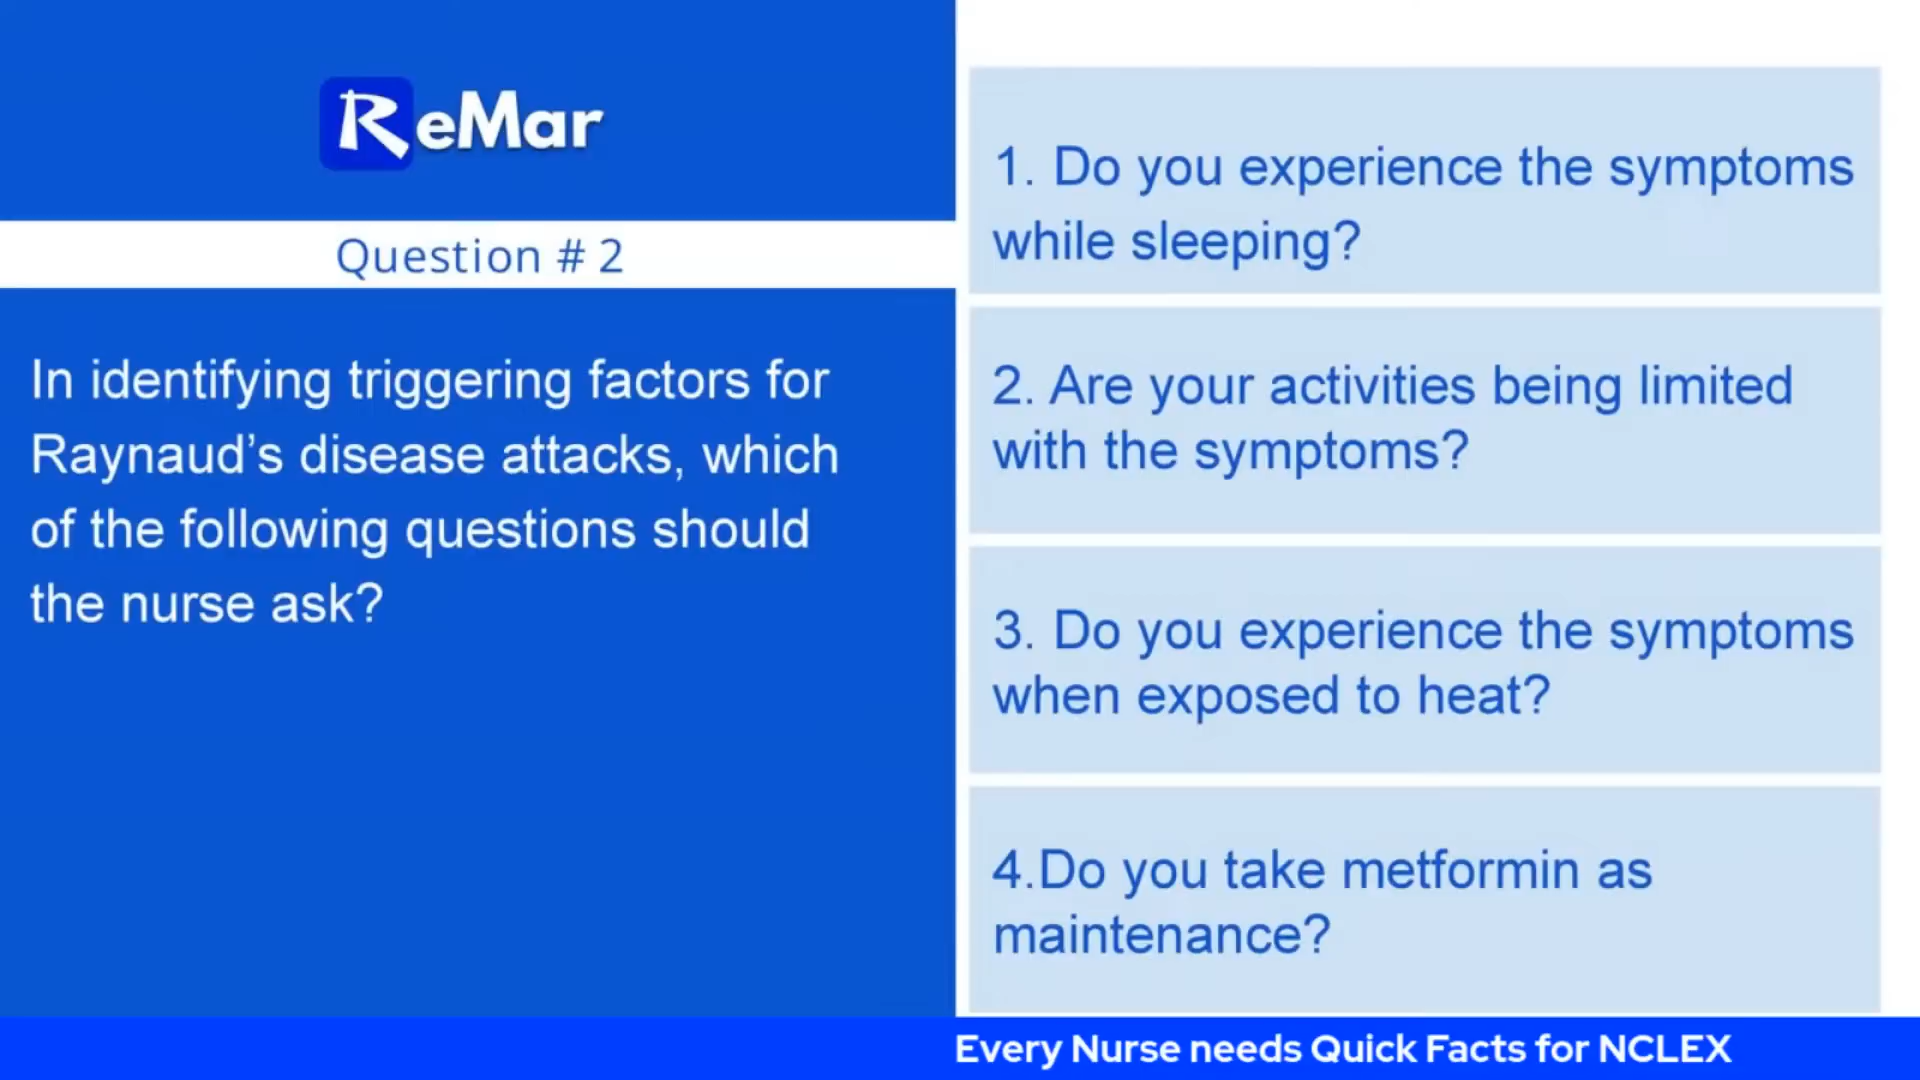 ReMar
Question # 2
In identifying triggering factors for
Raynaud’s disease attacks, which
of the following questions should
the nurse ask?
1. Do you experience the symptoms
while sleeping?
2. Are your activities being limited
with the symptoms?
3. Do you experience the symptoms
when exposed to heat?
4.Do you take metformin as
maintenance?
Every Nurse needs Quick Facts for NCLEX